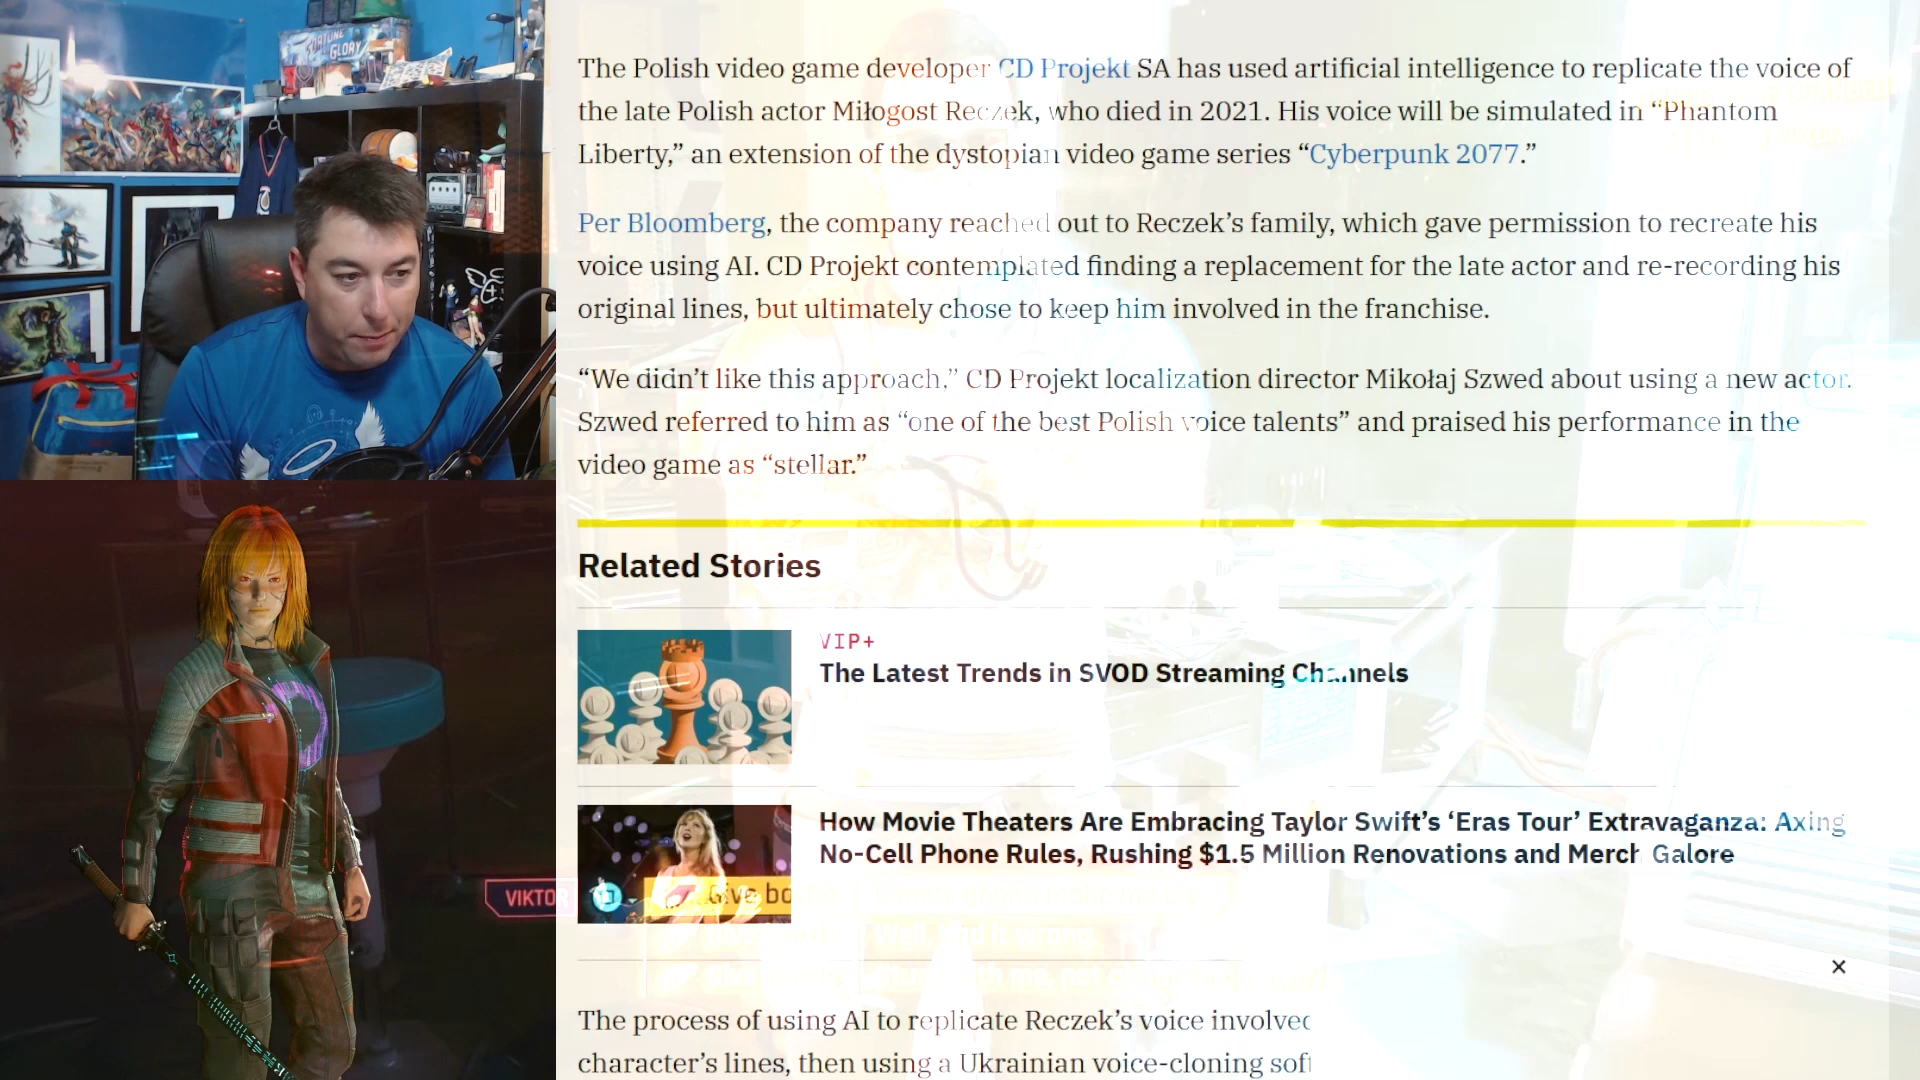 FORTUNE
GLORY
The Polish video game developer CD Projekt SA has used artificial intelligence to replicate the voice of
the late Polish actor Miłogost Reczek, who died in 2021. His voice will be simulated in “Phantom
Liberty,” an extension of the dystopian video game series “Cyberpunk 2077.”
Per Bloomberg, the company reached out to Reczek’s family, which gave permission to recreate his
voice using AI. CD Projekt contemplated finding a replacement for the late actor and re-recording his
original lines, but ultimately chose to keep him involved in the franchise.
“We didn’t like this approach,” CD Projekt localization director Mikołaj Szwed about using a new actor.
Szwed referred to him as “one of the best Polish voice talents” and praised his performance in the
video game as “stellar.”
Related Stories
VIP+
The Latest Trends in SVOD Streaming Channels
How Movie Theaters Are Embracing Taylor Swift’s ‘Eras Tour’ Extravaganza: Axing
No-Cell Phone Rules, Rushing $1.5 Million Renovations and Merch Galore
VIKTOR
Give
Well, did it wrong.
The process of using AI to replicate Reczek’s voice involved
character’s lines, then using a Ukrainian voice-cloning